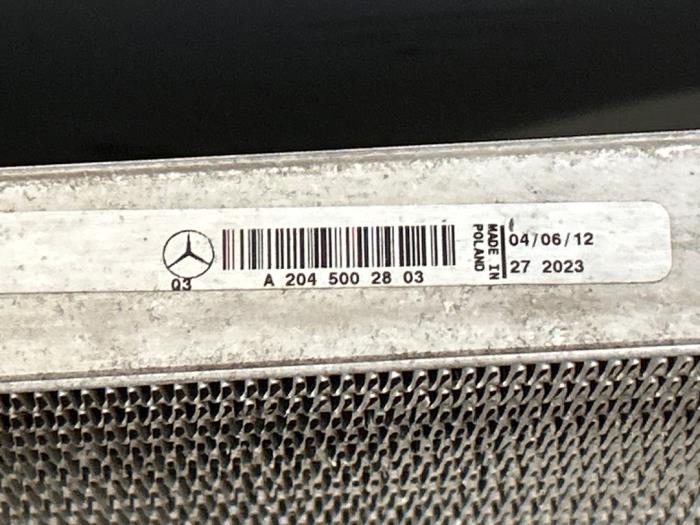 Q3
A 204 500 28 03
MADE IN
POLAND
04/06/12
27 2023